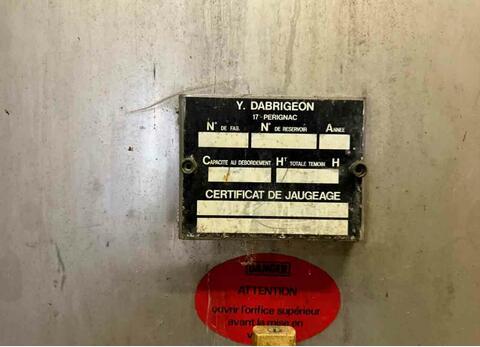 Y. DABRIGEON
17 - PERIGNAC
N° DE FAB. N° DE RESERVOIR ANNEE
CAPACITE AU DEBORDEMENT HT TOTALE TEMOIN H
CERTIFICAT DE JAUGEAGE
DANGER
ATTENTION
ouvrir l'orifice supérieur
avant la mise en